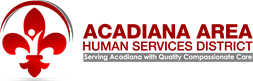 ACADIANA AREA
HUMAN SERVICES DISTRICT
Serving Acadiana with Quality Compassionate Care